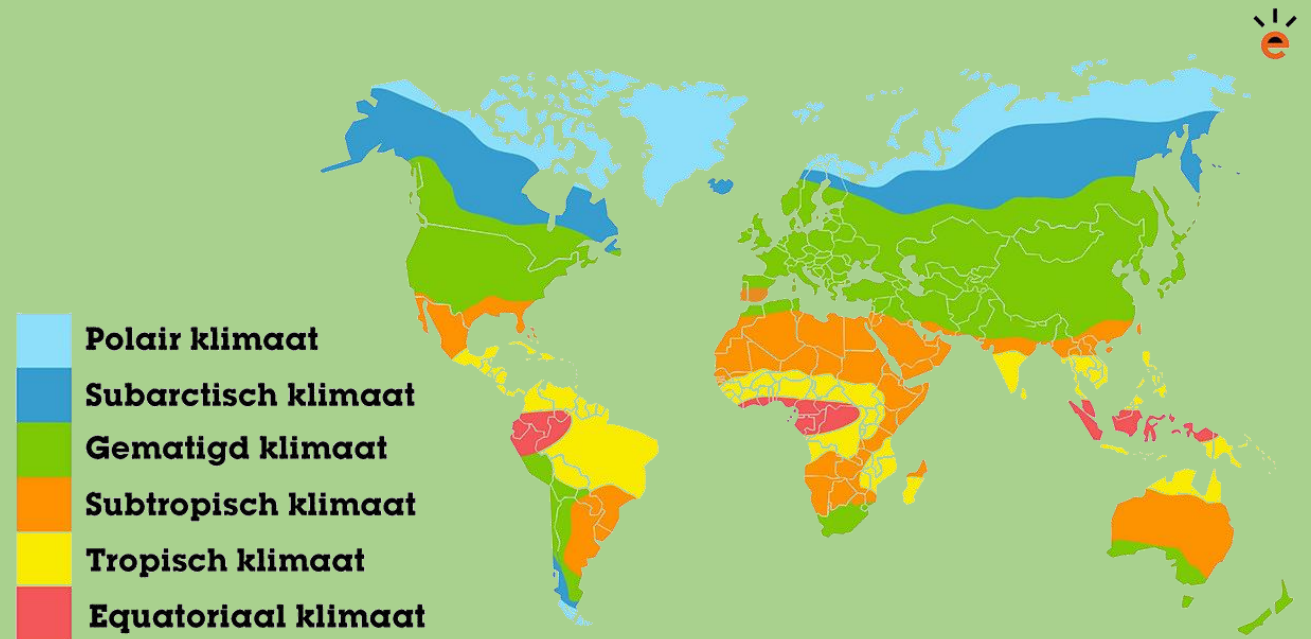 e
Polair klimaat
Subarctisch klimaat
Gematigd klimaat
Subtropisch klimaat
Tropisch klimaat
Equatoriaal klimaat